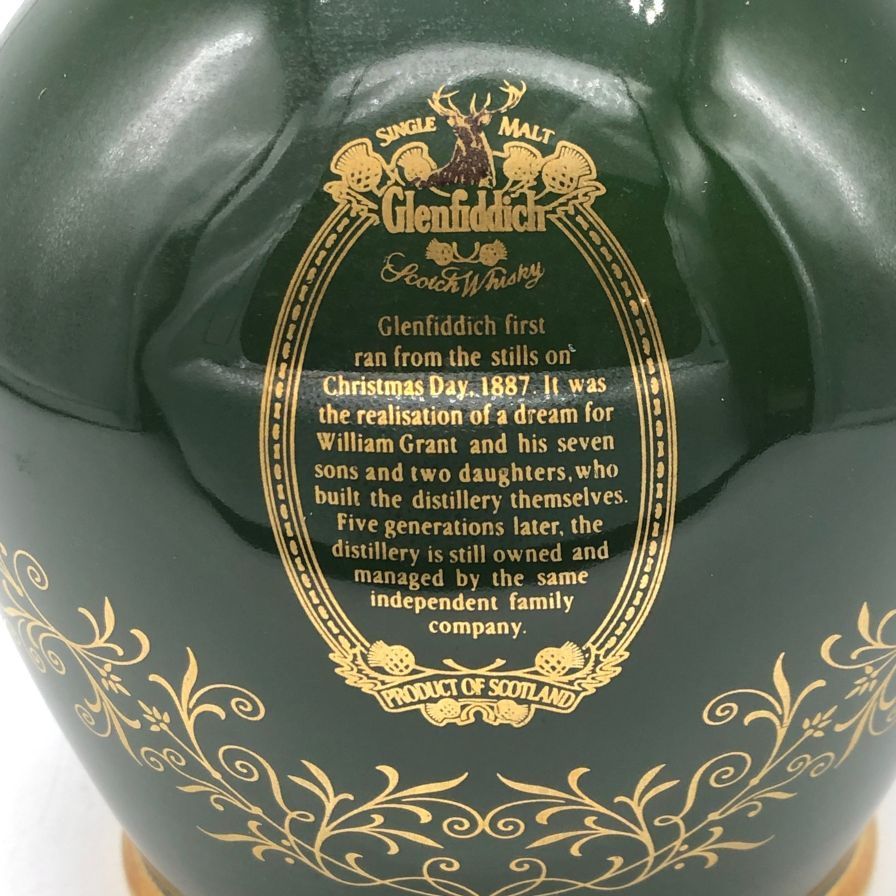 SINGLE MALT
Glenfiddich
Scotch Whisky
Glenfiddich first
ran from the stills on
Christmas Day, 1887. It was
the realisation of a dream for
William Grant and his seven
sons and two daughters, who
built the distillery themselves.
Five generations later, the
distillery is still owned and
managed by the same
independent family
company.
PRODUCT OF SCOTLAND